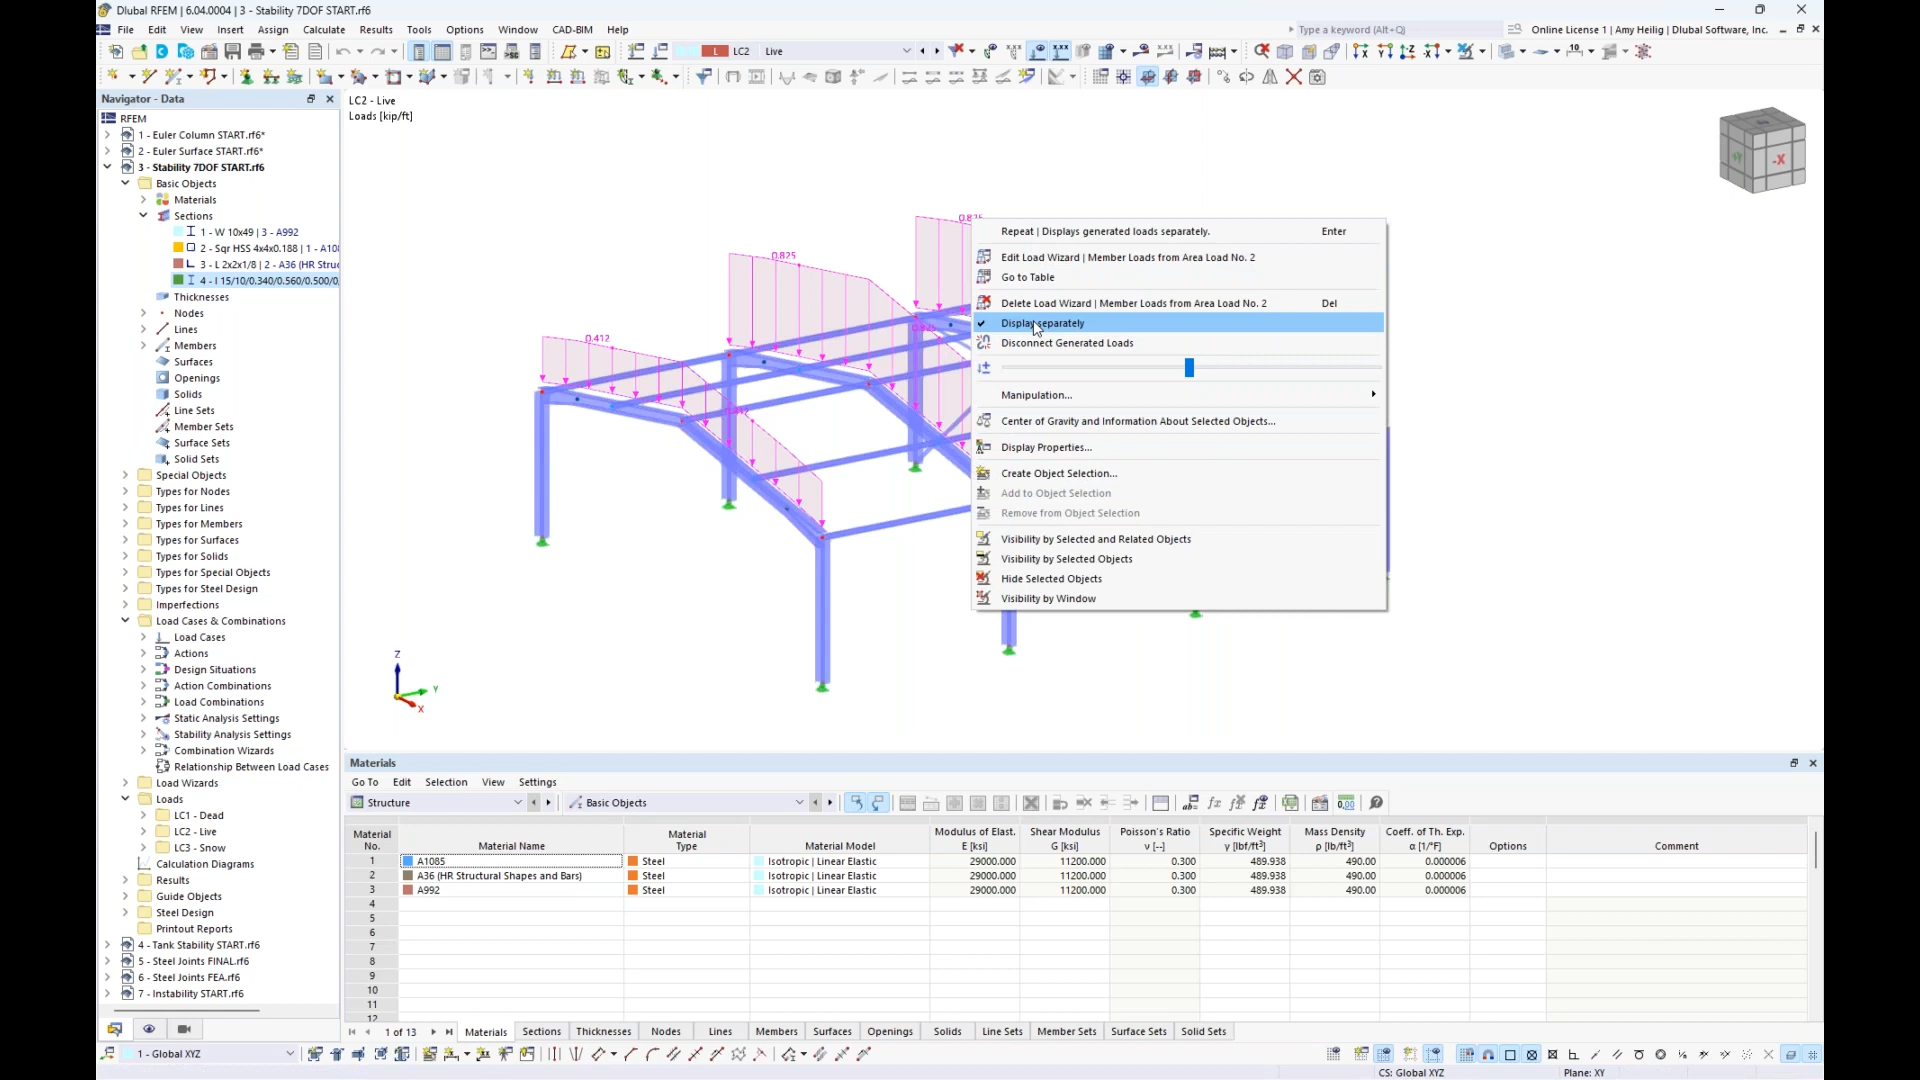 Dlubal RFEM | 6.04.0004 | 3 - Stability 7DOF START.rf6
File Edit View Insert Assign Calculate Results Tools Options Window CAD-BIM Help
Type a keyword (Alt+Q)
Online License 1 | Amy Heilig | Dlubal Software, Inc.
L LC2 Live
Navigator - Data
RFEM
1 - Euler Column START.rf6*
2 - Euler Surface START.rf6*
3 - Stability 7DOF START.rf6
Basic Objects
Materials
Sections
1 - W 10x49 | 3 - A992
2 - Sqr HSS 4x4x0.188 | 1 - A108
3 - L 2x2x1/8 | 2 - A36 (HR Struc
4 - I 15/10/0.340/0.560/0.500/0.
Thicknesses
Nodes
Lines
Members
Surfaces
Openings
Solids
Line Sets
Member Sets
Surface Sets
Solid Sets
Special Objects
Types for Nodes
Types for Lines
Types for Members
Types for Surfaces
Types for Solids
Types for Special Objects
Types for Steel Design
Imperfections
Load Cases & Combinations
Load Cases
Actions
Design Situations
Action Combinations
Load Combinations
Static Analysis Settings
Stability Analysis Settings
Combination Wizards
Relationship Between Load Cases
Load Wizards
Loads
LC1 - Dead
LC2 - Live
LC3 - Snow
Calculation Diagrams
Results
Guide Objects
Steel Design
Printout Reports
4 - Tank Stability START.rf6
5 - Steel Joints FINAL.rf6
6 - Steel Joints FEA.rf6
7 - Instability START.rf6
1 - Global XYZ
LC2 - Live
Loads [kip/ft]
0.825
0.825
0.825
0.412
0.412
Z
Y
X
-X
Repeat | Displays generated loads separately. Enter
Edit Load Wizard | Member Loads from Area Load No. 2
Go to Table
Delete Load Wizard | Member Loads from Area Load No. 2 Del
Display separately
Disconnect Generated Loads
Manipulation...
Center of Gravity and Information About Selected Objects...
Display Properties...
Create Object Selection...
Add to Object Selection
Remove from Object Selection
Visibility by Selected and Related Objects
Visibility by Selected Objects
Hide Selected Objects
Visibility by Window
Materials
Go To Edit Selection View Settings
Structure Basic Objects
Material No. Material Name Material Type Material Model Modulus of Elast. E [ksi] Shear Modulus G [ksi] Poisson's Ratio ν [--] Specific Weight γ [lbf/ft³] Mass Density ρ [lb/ft³] Coeff. of Th. Exp. α [1/°F] Options Comment
1 A1085 Steel Isotropic | Linear Elastic 29000.000 11200.000 0.300 489.938 490.00 0.000006
2 A36 (HR Structural Shapes and Bars) Steel Isotropic | Linear Elastic 29000.000 11200.000 0.300 489.938 490.00 0.000006
3 A992 Steel Isotropic | Linear Elastic 29000.000 11200.000 0.300 489.938 490.00 0.000006
4
5
6
7
8
9
10
11
12
1 of 13 Materials Sections Thicknesses Nodes Lines Members Surfaces Openings Solids Line Sets Member Sets Surface Sets Solid Sets
CS: Global XYZ Plane: XY